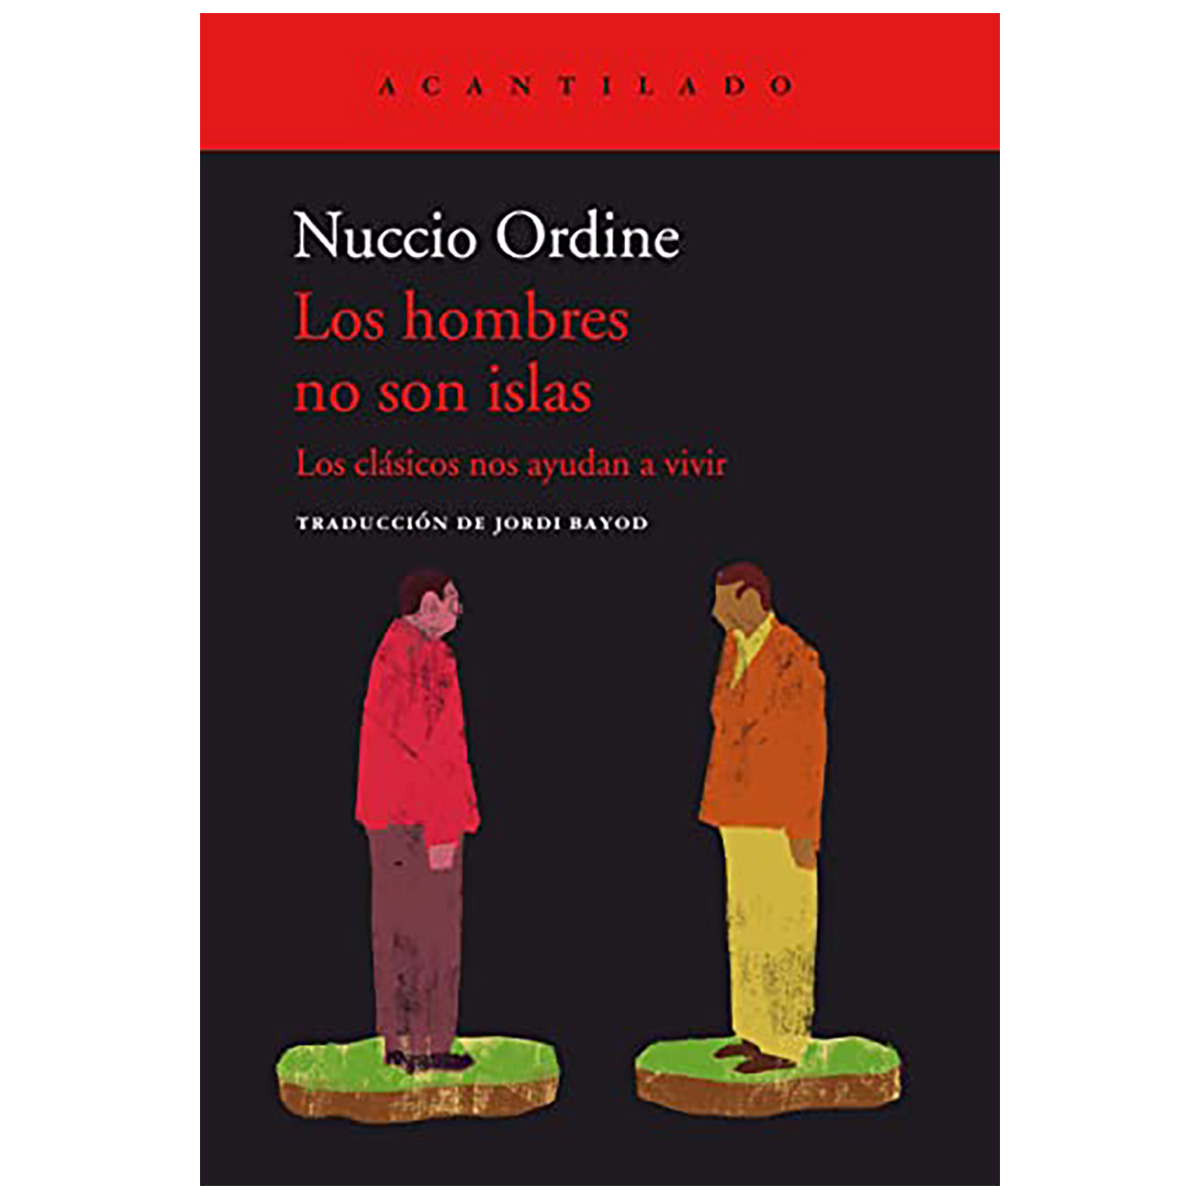 ACANTILADO
Nuccio Ordine
Los hombres
no son islas
Los clásicos nos ayudan a vivir
TRADUCCIÓN DE JORDI BAYOD